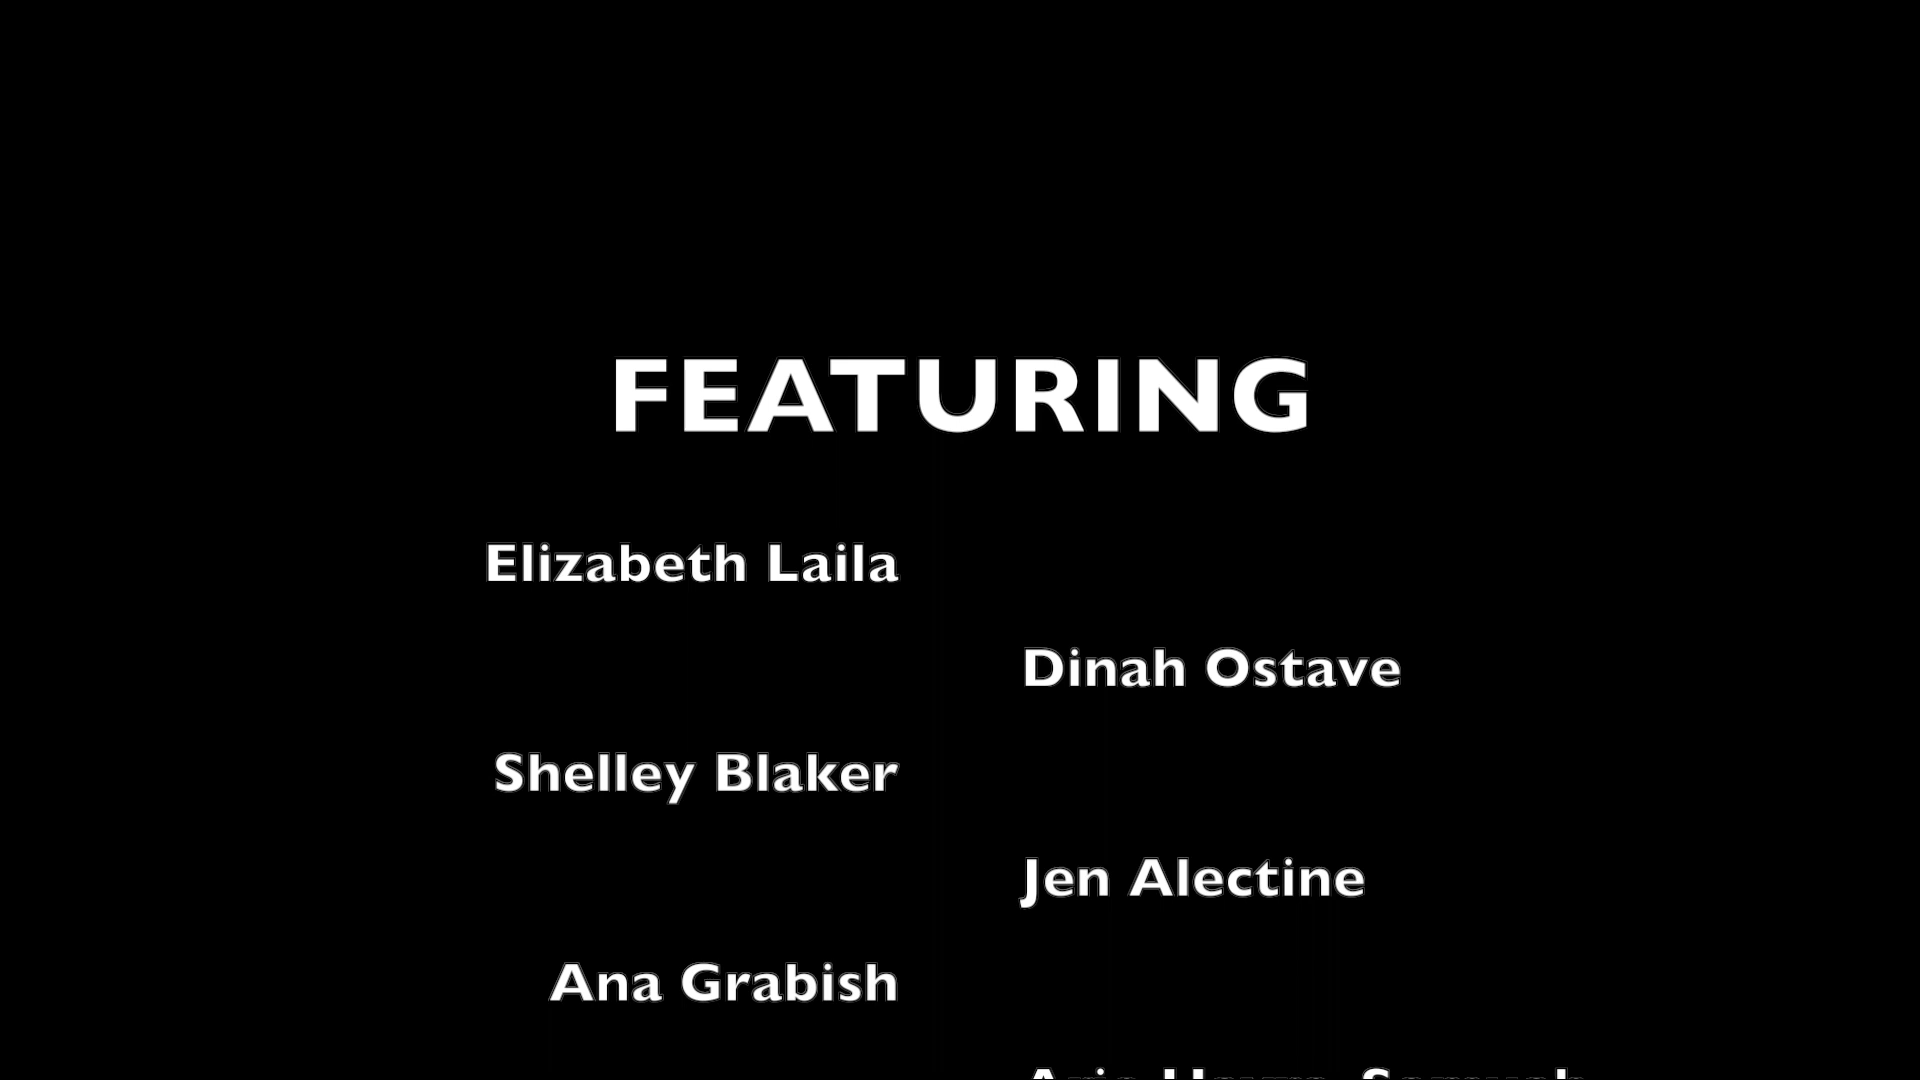 FEATURING
Elizabeth Laila
Dinah Ostave
Shelley Blaker
Jen Alectine
Ana Grabish